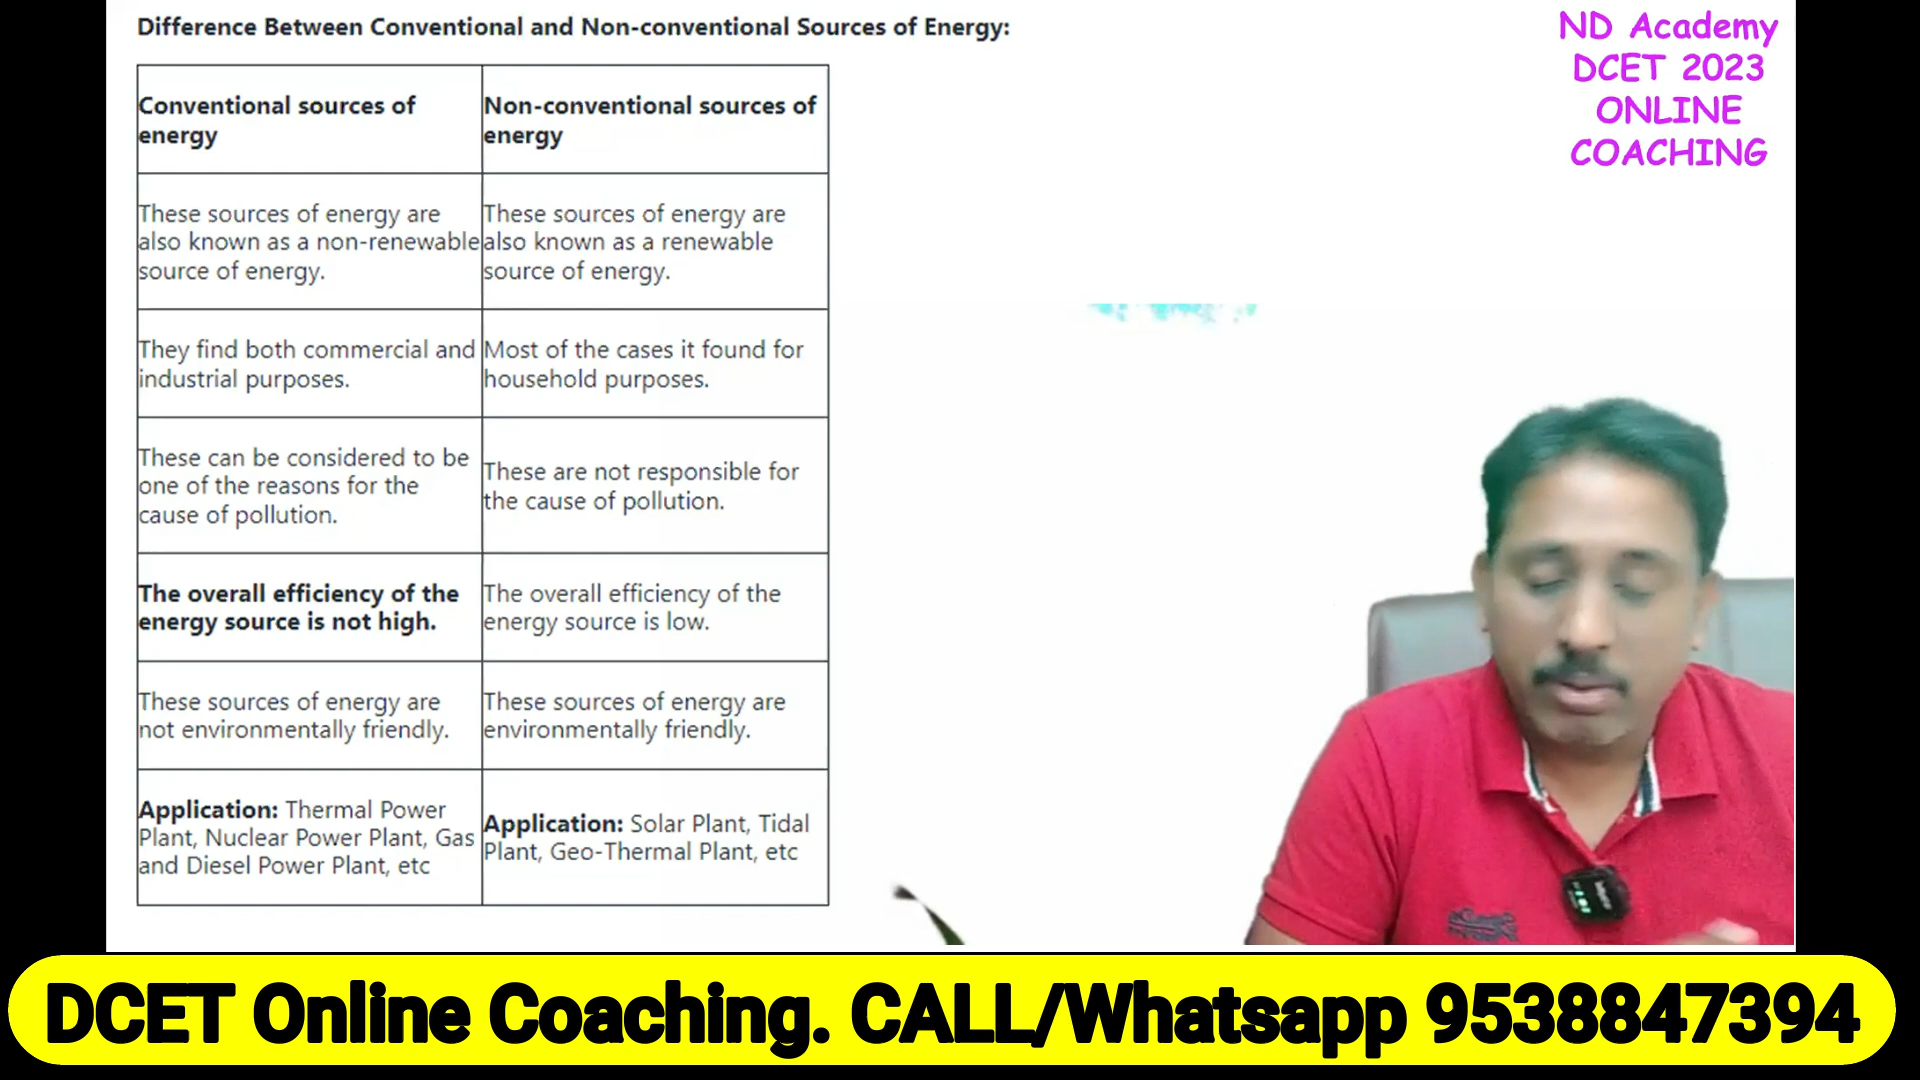 Difference Between Conventional and Non-conventional Sources of Energy:
ND Academy
DCET 2023
ONLINE
COACHING
Conventional sources of
energy
Non-conventional sources of
energy
These sources of energy are
also known as a non-renewable
source of energy.
These sources of energy are
also known as a renewable
source of energy.
They find both commercial and
industrial purposes.
Most of the cases it found for
household purposes.
These can be considered to be
one of the reasons for the
cause of pollution.
These are not responsible for
the cause of pollution.
The overall efficiency of the
energy source is not high.
The overall efficiency of the
energy source is low.
These sources of energy are
not environmentally friendly.
These sources of energy are
environmentally friendly.
Application: Thermal Power
Plant, Nuclear Power Plant, Gas
and Diesel Power Plant, etc
Application: Solar Plant, Tidal
Plant, Geo-Thermal Plant, etc
DCET Online Coaching. CALL/Whatsapp 9538847394